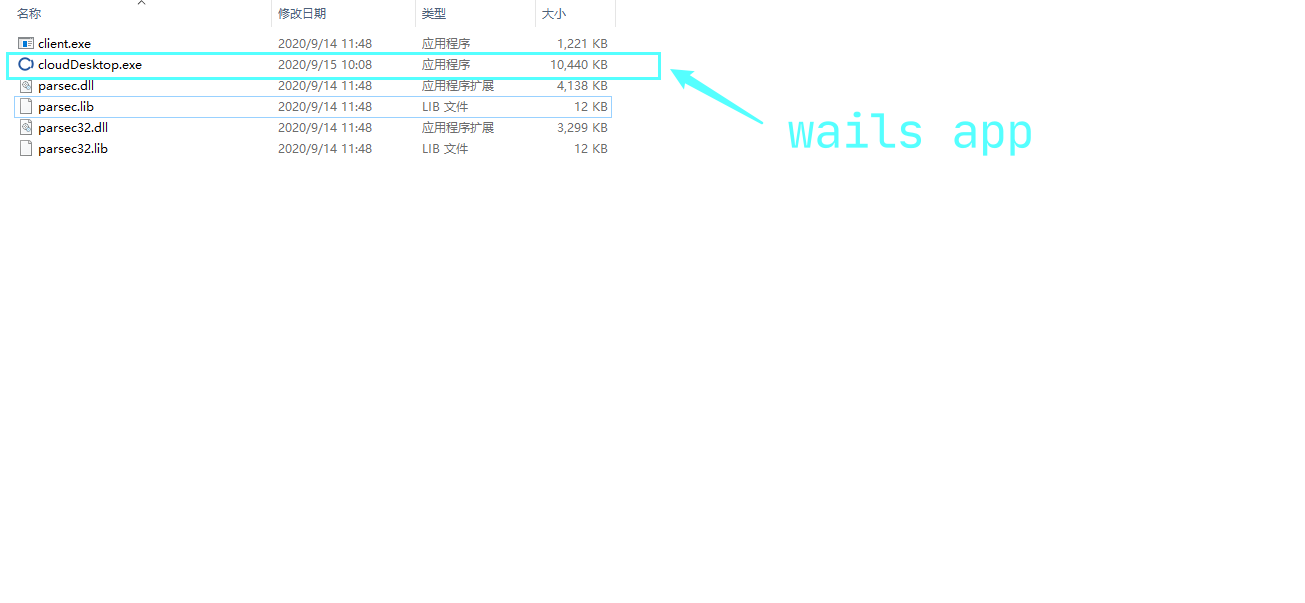 名称 修改日期 类型 大小
client.exe 2020/9/14 11:48 应用程序 1,221 KB
cloudDesktop.exe 2020/9/15 10:08 应用程序 10,440 KB
parsec.dll 2020/9/14 11:48 应用程序扩展 4,138 KB
parsec.lib 2020/9/14 11:48 LIB 文件 12 KB
parsec32.dll 2020/9/14 11:48 应用程序扩展 3,299 KB
parsec32.lib 2020/9/14 11:48 LIB 文件 12 KB
wails app